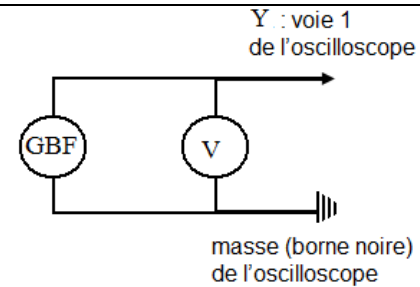 Y : voie 1
de l'oscilloscope
GBF
V
masse (borne noire)
de l'oscilloscope